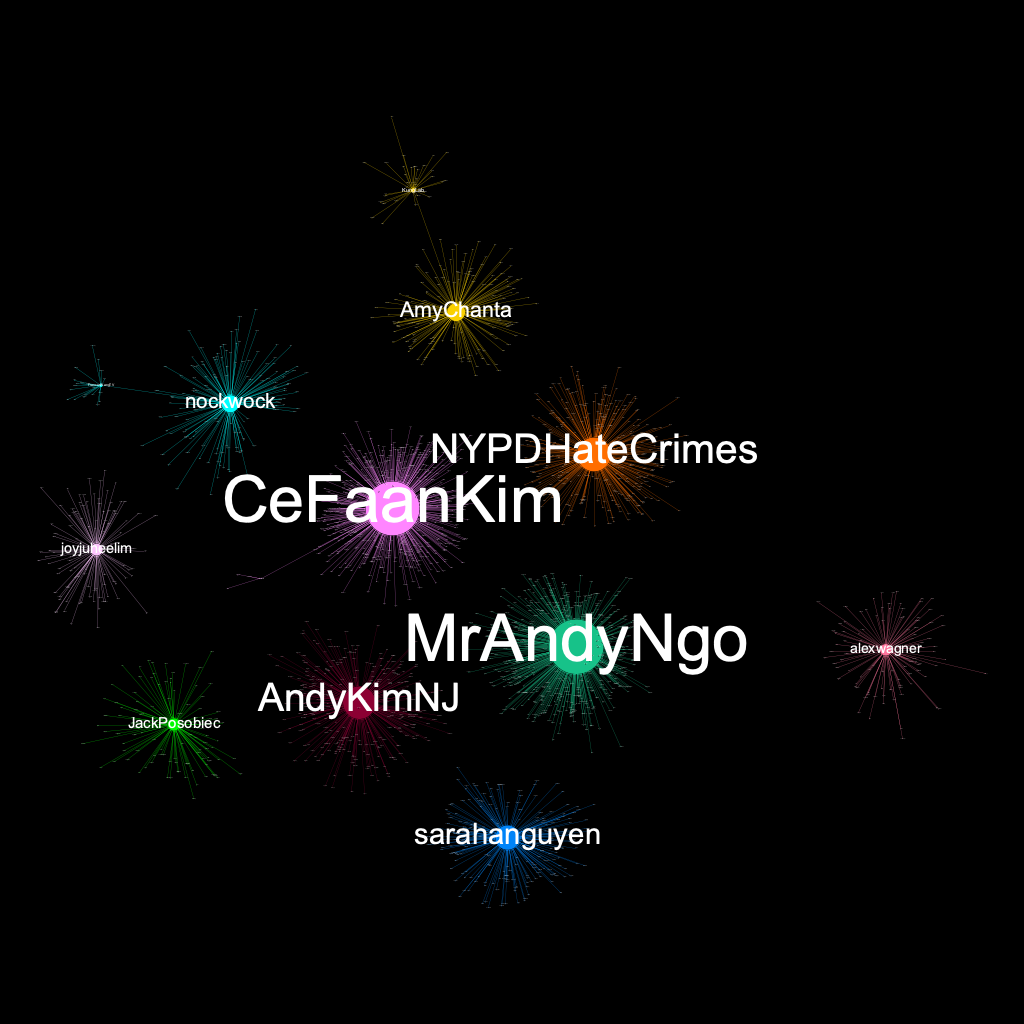 AmyChanta
nockwock
NYPDHateCrimes
CeFaanKim
joyjuheelim
MrAndyNgo
alexwagner
AndyKimNJ
JackPosobiec
sarahanguyen